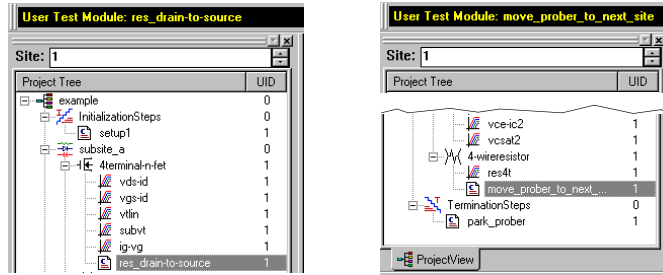 User Test Module: res_drain-to-source
Site: 1
Project Tree UID
example 0
InitializationSteps 0
setup1 1
subsite_a 0
4terminal-n-fet 1
vds-id 1
vgs-id 1
vtlin 1
subvt 1
ig-vg 1
res_drain-to-source 1
User Test Module: move_prober_to_next_site
Site: 1
Project Tree UID
vce-ic2 1
vcsat2 1
4-wireresistor 1
res4t 1
move_prober_to_next_... 1
TerminationSteps 0
park_prober 1
ProjectView